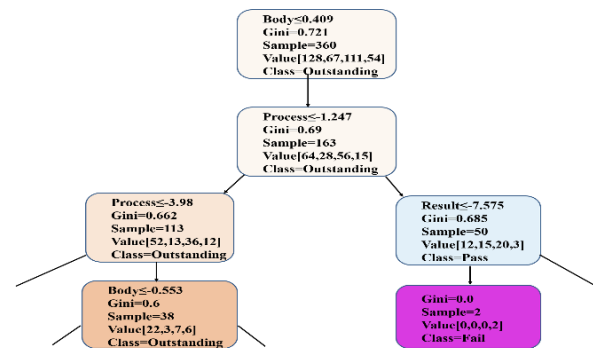 Body≤0.409
Gini=0.721
Sample=360
Value[128,67,111,54]
Class=Outstanding
Process≤-1.247
Gini=0.69
Sample=163
Value[64,28,56,15]
Class=Outstanding
Process≤-3.98
Gini=0.662
Sample=113
Value[52,13,36,12]
Class=Outstanding
Result≤-7.575
Gini=0.685
Sample=50
Value[12,15,20,3]
Class=Pass
Body≤-0.553
Gini=0.6
Sample=38
Value[22,3,7,6]
Class=Outstanding
Gini=0.0
Sample=2
Value[0,0,0,2]
Class=Fail